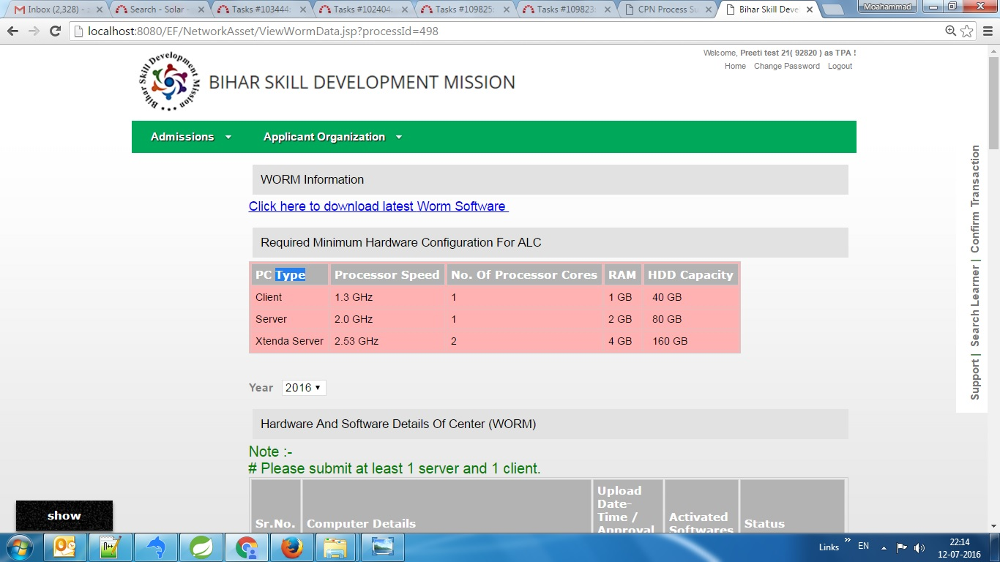 Inbox (2,328) -
Search - Solar -
Tasks #103444:
Tasks #102404:
Tasks #109825:
Tasks #109823:
CPN Process Su
Bihar Skill Deve
Moahammad
localhost:8080/EF/NetworkAsset/ViewWormData.jsp?processId=498
Welcome, Preeti test 21( 92820 ) as TPA !
Home Change Password Logout
Bihar Skill Development Mission
BIHAR SKILL DEVELOPMENT MISSION
Admissions Applicant Organization
WORM Information
Click here to download latest Worm Software
Required Minimum Hardware Configuration For ALC
PC Type Processor Speed No. Of Processor Cores RAM HDD Capacity
Client 1.3 GHz 1 1 GB 40 GB
Server 2.0 GHz 1 2 GB 80 GB
Xtenda Server 2.53 GHz 2 4 GB 160 GB
Year 2016
Hardware And Software Details Of Center (WORM)
Note :-
# Please submit at least 1 server and 1 client.
Sr.No. Computer Details Upload Date-Time / Approval Activated Softwares Status
Support | Search Learner | Confirm Transaction
show
Links EN 22:14
12-07-2016